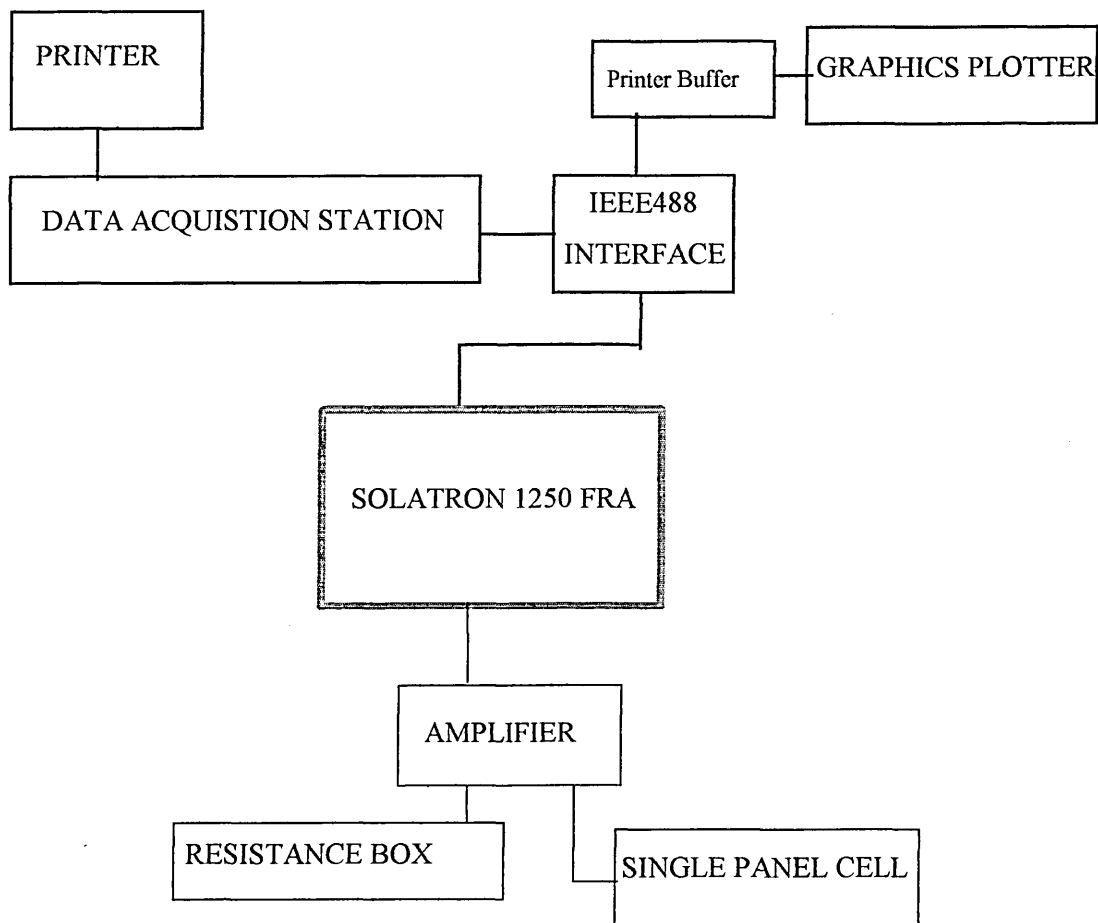 PRINTER
Printer Buffer
GRAPHICS PLOTTER
DATA ACQUISTION STATION
IEEE488
INTERFACE
SOLATRON 1250 FRA
AMPLIFIER
RESISTANCE BOX
SINGLE PANEL CELL